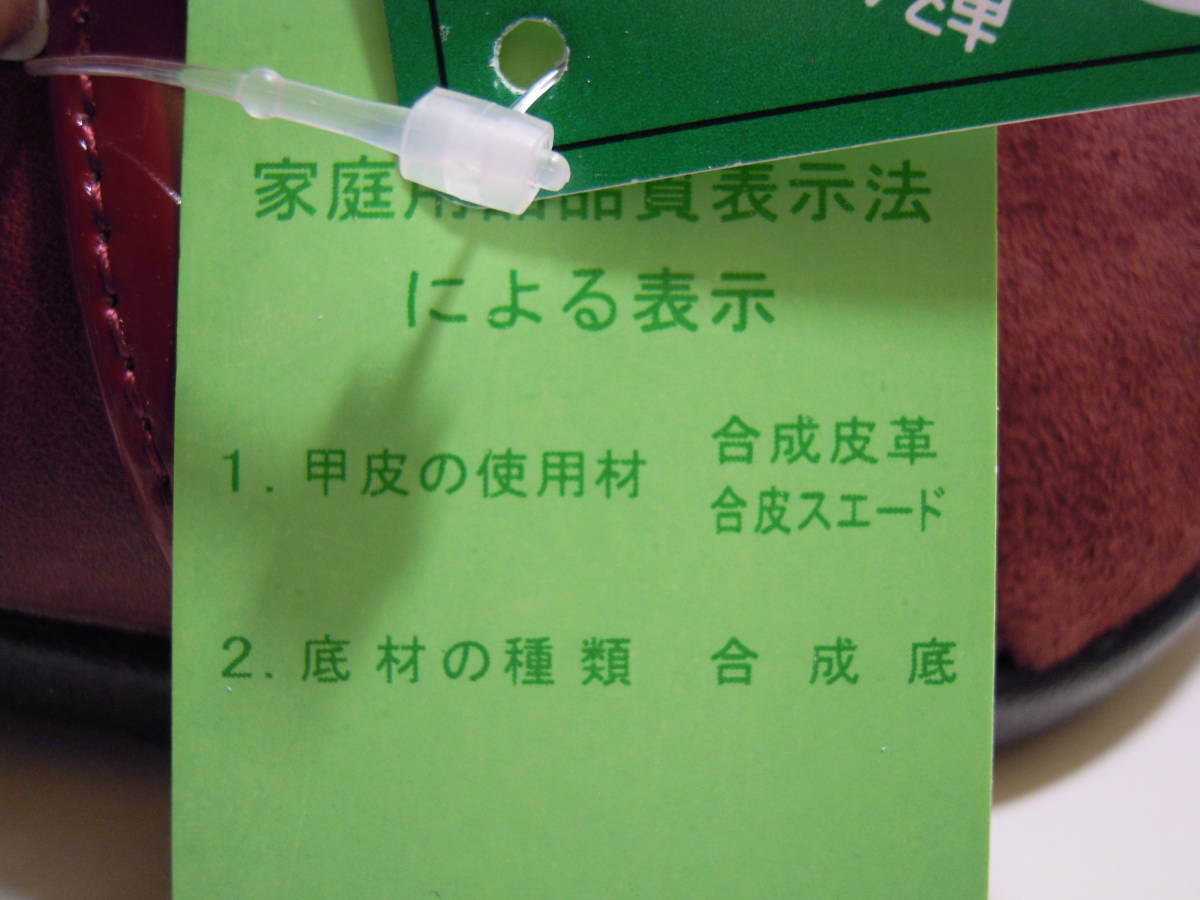 家庭用品品質表示法
による表示
1. 甲皮の使用材 合成皮革
合皮スエード
2. 底材の種類 合成底